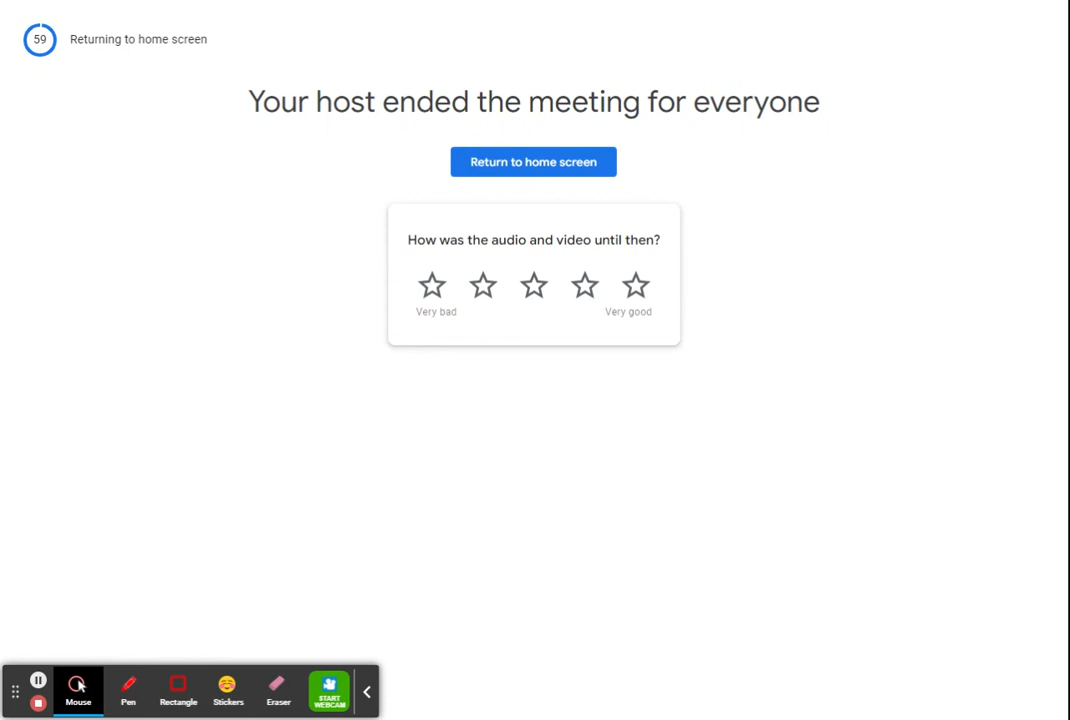 59 Returning to home screen
Your host ended the meeting for everyone
Return to home screen
How was the audio and video until then?
Very bad Very good
Mouse Pen Rectangle Stickers Eraser START
WEBCAM